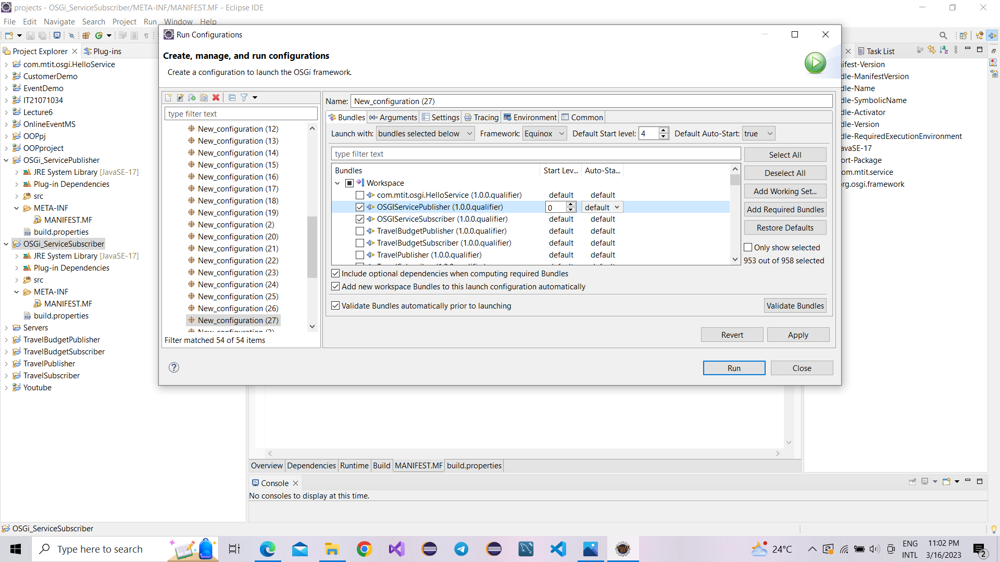 projects - OSGi_ServiceSubscriber/META-INF/MANIFEST.MF - Eclipse IDE
File Edit Navigate Search Project Run Window Help
Project Explorer
Plug-ins
com.mtit.osgi.HelloService
CustomerDemo
EventDemo
IT21071034
Lecture6
OnlineEventMS
OOPpj
OOPproject
OSGi_ServicePublisher
JRE System Library [JavaSE-17]
Plug-in Dependencies
src
META-INF
MANIFEST.MF
build.properties
OSGi_ServiceSubscriber
JRE System Library [JavaSE-17]
Plug-in Dependencies
src
META-INF
MANIFEST.MF
build.properties
Servers
TravelBudgetPublisher
TravelBudgetSubscriber
TravelPublisher
TravelSubscriber
Youtube
Run Configurations
Create, manage, and run configurations
Create a configuration to launch the OSGi framework.
type filter text
New_configuration (12)
New_configuration (13)
New_configuration (14)
New_configuration (15)
New_configuration (16)
New_configuration (17)
New_configuration (18)
New_configuration (19)
New_configuration (2)
New_configuration (20)
New_configuration (21)
New_configuration (22)
New_configuration (23)
New_configuration (24)
New_configuration (25)
New_configuration (26)
New_configuration (27)
Filter matched 54 of 54 items
Name: New_configuration (27)
Bundles Arguments Settings Tracing Environment Common
Launch with: bundles selected below Framework: Equinox Default Start level: 4 Default Auto-Start: true
type filter text
Select All
Deselect All
Add Working Set...
Add Required Bundles
Restore Defaults
Only show selected
953 out of 958 selected
Bundles Start Lev... Auto-Sta...
Workspace
com.mtit.osgi.HelloService (1.0.0.qualifier) default default
OSGIServicePublisher (1.0.0.qualifier) 0 default
OSGIServiceSubscriber (1.0.0.qualifier) default default
TravelBudgetPublisher (1.0.0.qualifier) default default
TravelBudgetSubscriber (1.0.0.qualifier) default default
TravelPublisher (1.0.0.qualifier) default default
Include optional dependencies when computing required Bundles
Add new workspace Bundles to this launch configuration automatically
Validate Bundles automatically prior to launching
Validate Bundles
Revert Apply
Run Close
Task List
ifest-Version
dle-ManifestVersion
dle-Name
dle-SymbolicName
dle-Activator
dle-Version
dle-RequiredExecutionEnvironment
avaSE-17
ort-Package
om.mtit.service
rg.osgi.framework
Overview Dependencies Runtime Build MANIFEST.MF build.properties
Console
No consoles to display at this time.
OSGi_ServiceSubscriber
Type here to search
24°C
ENG
INTL
11:02 PM
3/16/2023
2